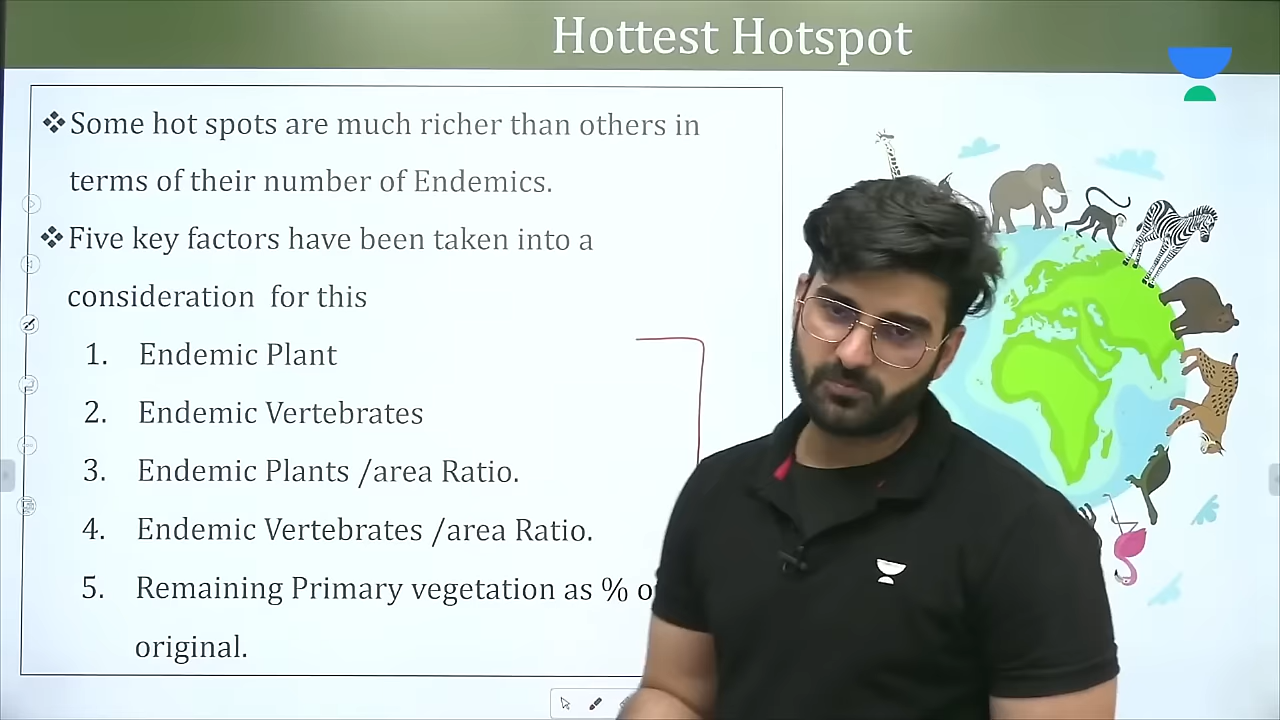 Hottest Hotspot
❖Some hot spots are much richer than others in
terms of their number of Endemics.
❖Five key factors have been taken into a
consideration for this
1. Endemic Plant
2. Endemic Vertebrates
3. Endemic Plants /area Ratio.
4. Endemic Vertebrates /area Ratio.
5. Remaining Primary vegetation as %
original.